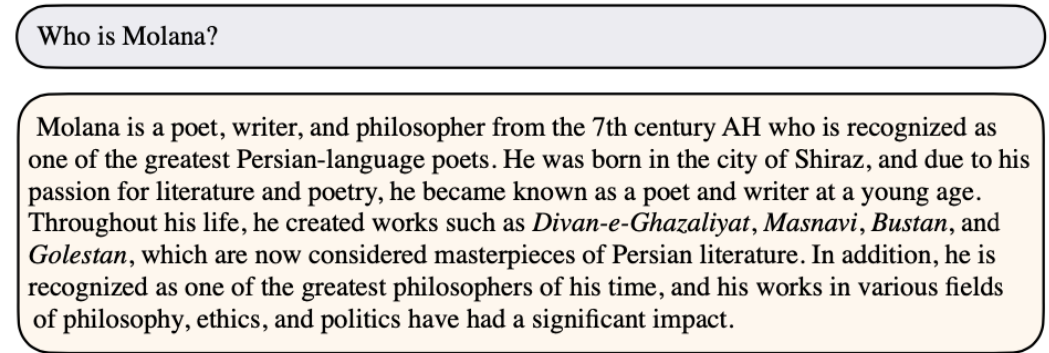 Who is Molana?
Molana is a poet, writer, and philosopher from the 7th century AH who is recognized as
one of the greatest Persian-language poets. He was born in the city of Shiraz, and due to his
passion for literature and poetry, he became known as a poet and writer at a young age.
Throughout his life, he created works such as Divan-e-Ghazaliyat, Masnavi, Bustan, and
Golestan, which are now considered masterpieces of Persian literature. In addition, he is
recognized as one of the greatest philosophers of his time, and his works in various fields
of philosophy, ethics, and politics have had a significant impact.